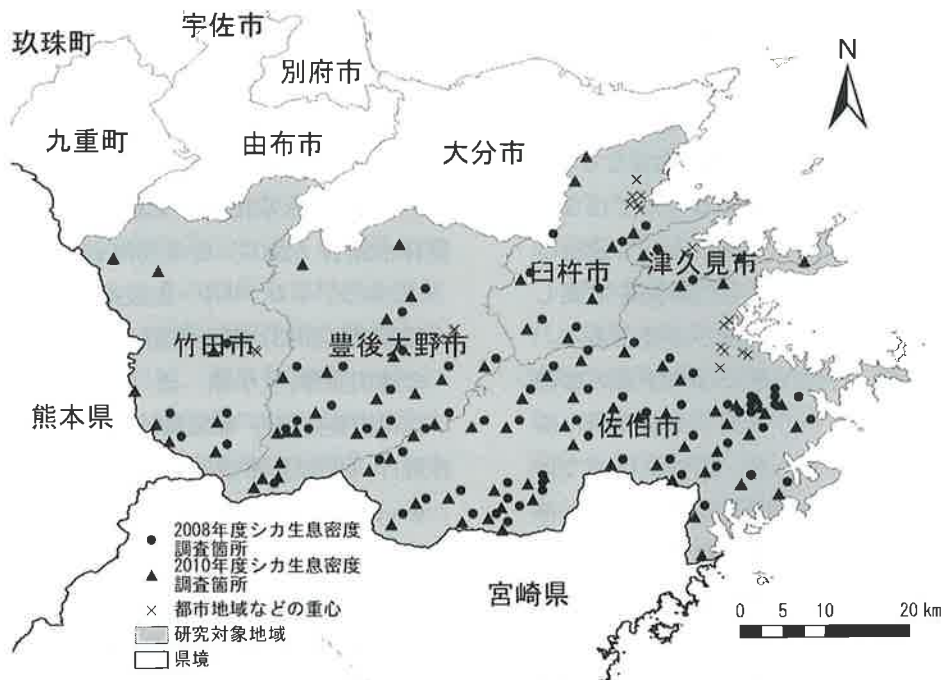 宇佐市
玖珠町
別府市
N
九重町
由布市
大分市
臼杵市
津久見市
竹田市
豊後大野市
熊本県
佐伯市
2008年度シカ生息密度
調査箇所
2010年度シカ生息密度
調査箇所
都市地域などの重心
研究対象地域
県境
宮崎県
0 5 10 20 km